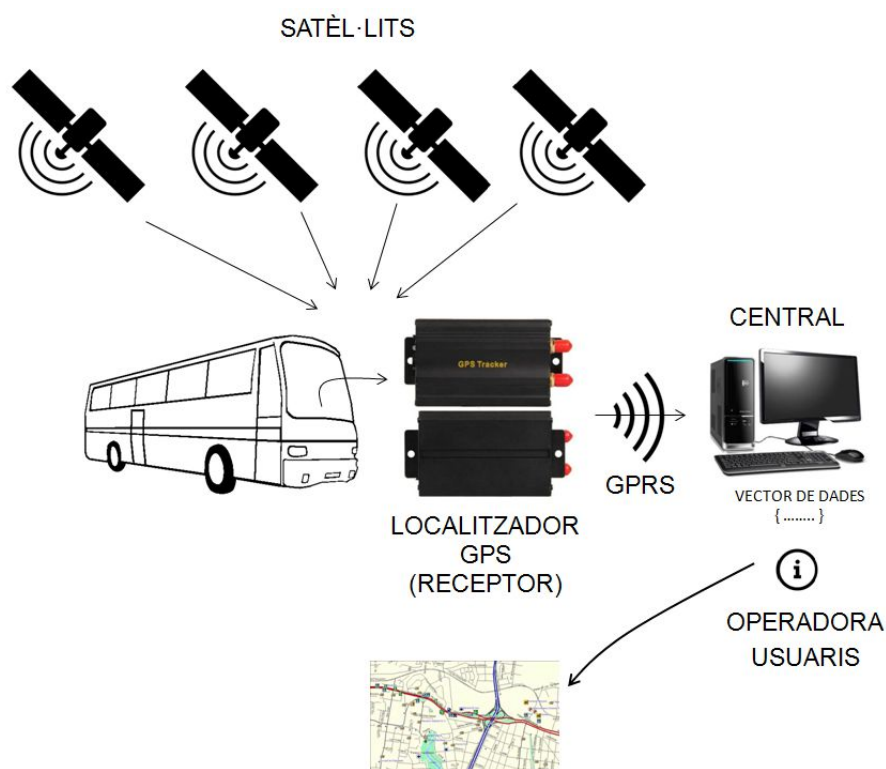 SATÈL·LITS
CENTRAL
GPS Tracker
GPRS
VECTOR DE DADES
{ ........ }
LOCALITZADOR
GPS
(RECEPTOR)
OPERADORA
USUARIS